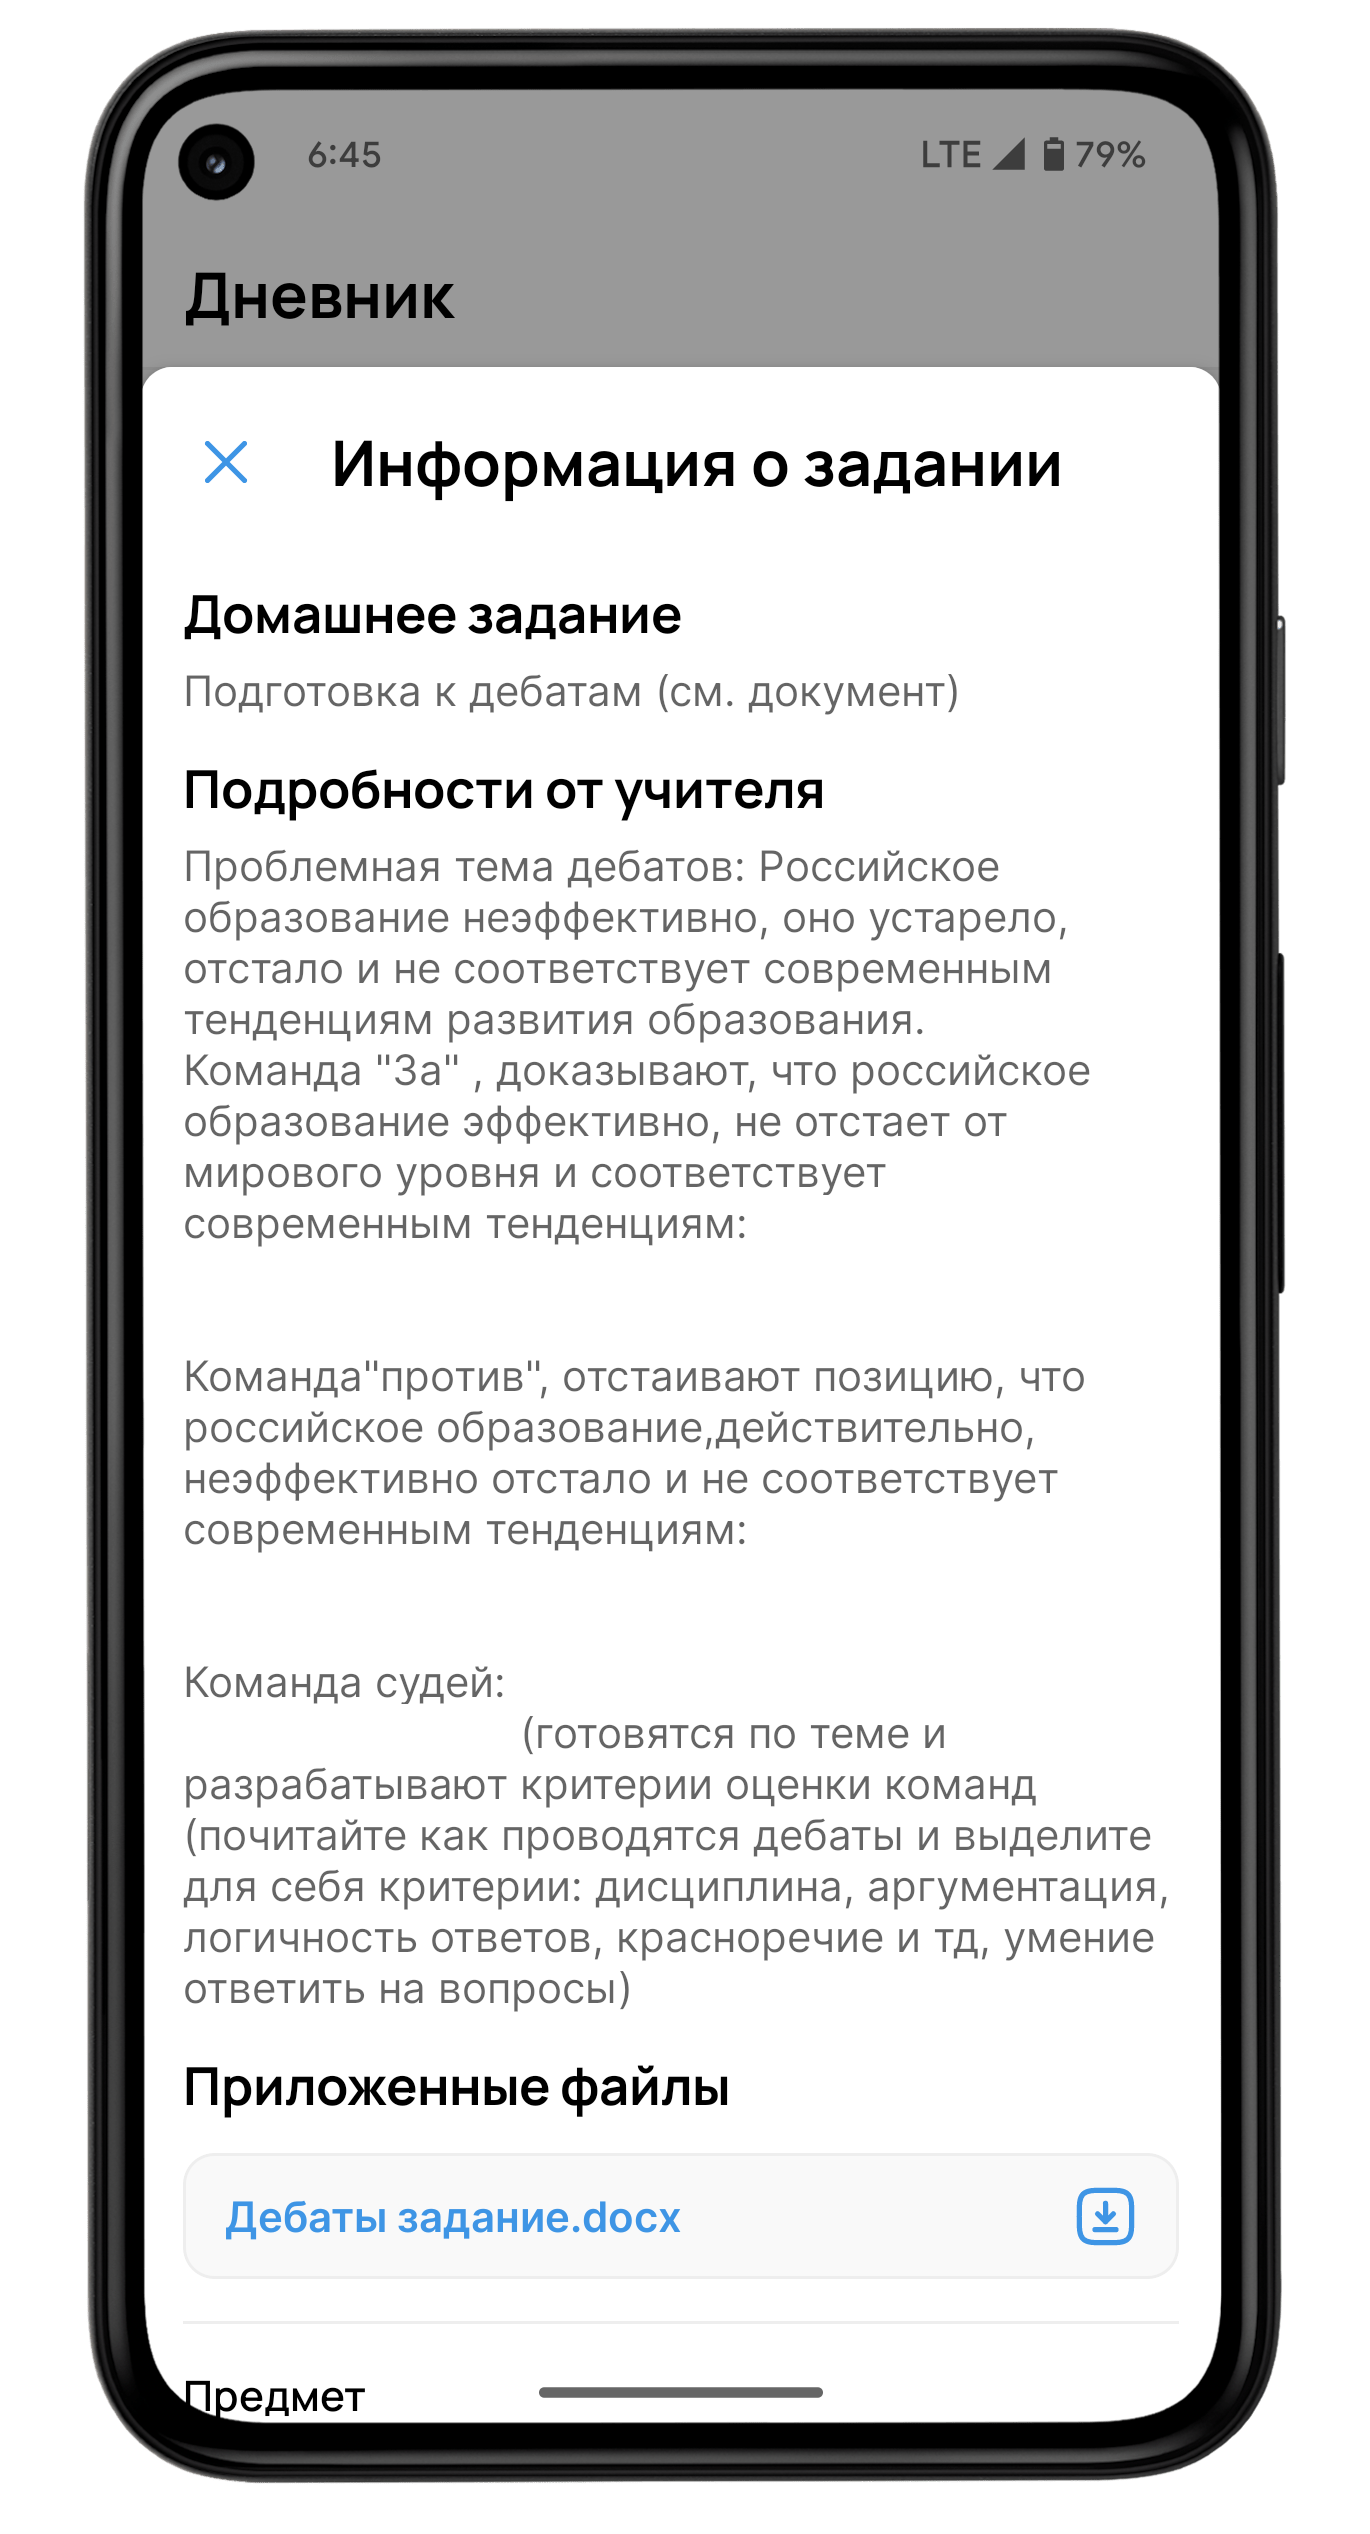 6:45
LTE 79%
Дневник
Информация о задании
Домашнее задание
Подготовка к дебатам (см. документ)
Подробности от учителя
Проблемная тема дебатов: Российское
образование неэффективно, оно устарело,
отстало и не соответствует современным
тенденциям развития образования.
Команда "За" , доказывают, что российское
образование эффективно, не отстает от
мирового уровня и соответствует
современным тенденциям:
Команда"против", отстаивают позицию, что
российское образование,действительно,
неэффективно отстало и не соответствует
современным тенденциям:
Команда судей:
(готовятся по теме и
разрабатывают критерии оценки команд
(почитайте как проводятся дебаты и выделите
для себя критерии: дисциплина, аргументация,
логичность ответов, красноречие и тд, умение
ответить на вопросы)
Приложенные файлы
Дебаты задание.docx
Предмет